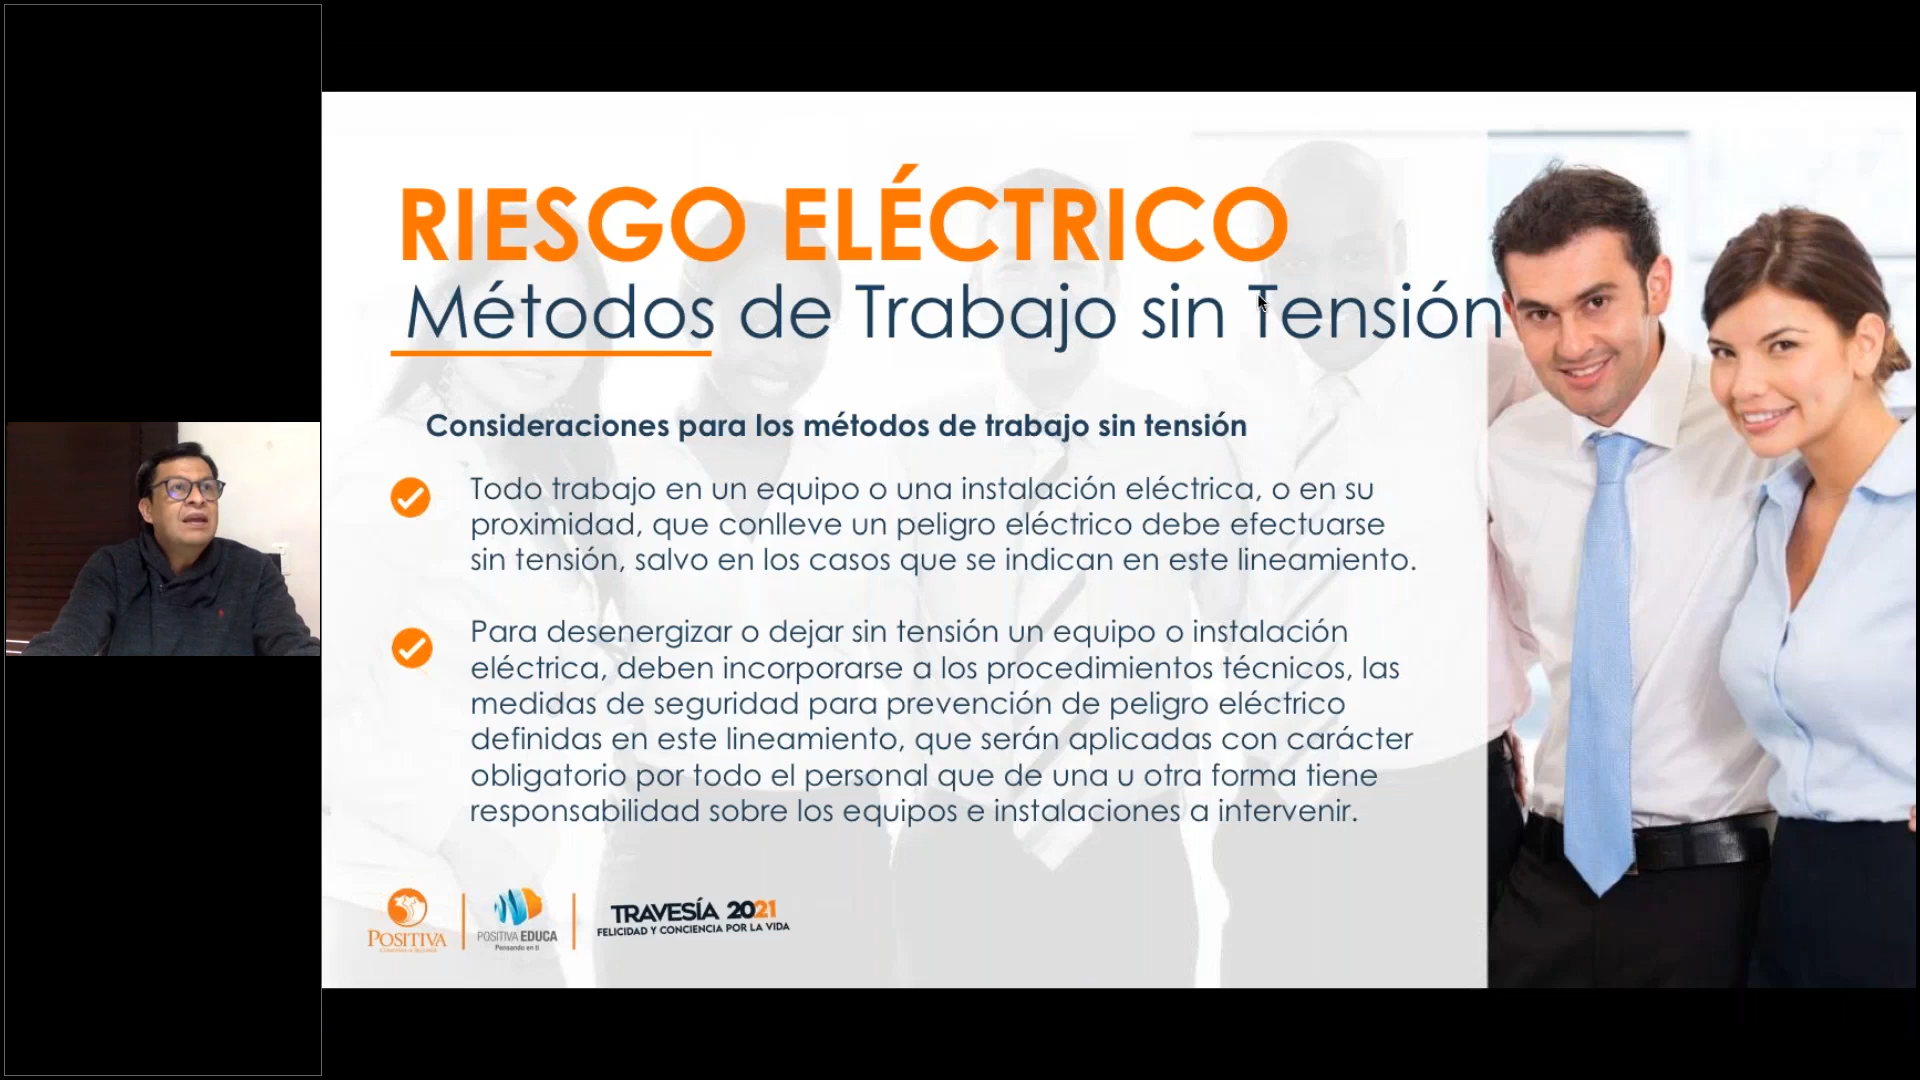 RIESGO ELÉCTRICO
Métodos de Trabajo sin Tensión
Consideraciones para los métodos de trabajo sin tensión
Todo trabajo en un equipo o una instalación eléctrica, o en su
proximidad, que conlleve un peligro eléctrico debe efectuarse
sin tensión, salvo en los casos que se indican en este lineamiento.
Para desenergizar o dejar sin tensión un equipo o instalación
eléctrica, deben incorporarse a los procedimientos técnicos, las
medidas de seguridad para prevención de peligro eléctrico
definidas en este lineamiento, que serán aplicadas con carácter
obligatorio por todo el personal que de una u otra forma tiene
responsabilidad sobre los equipos e instalaciones a intervenir.
POSITIVA
POSITIVA EDUCA
Pensando en ti
TRAVESÍA 2021
FELICIDAD Y CONCIENCIA POR LA VIDA